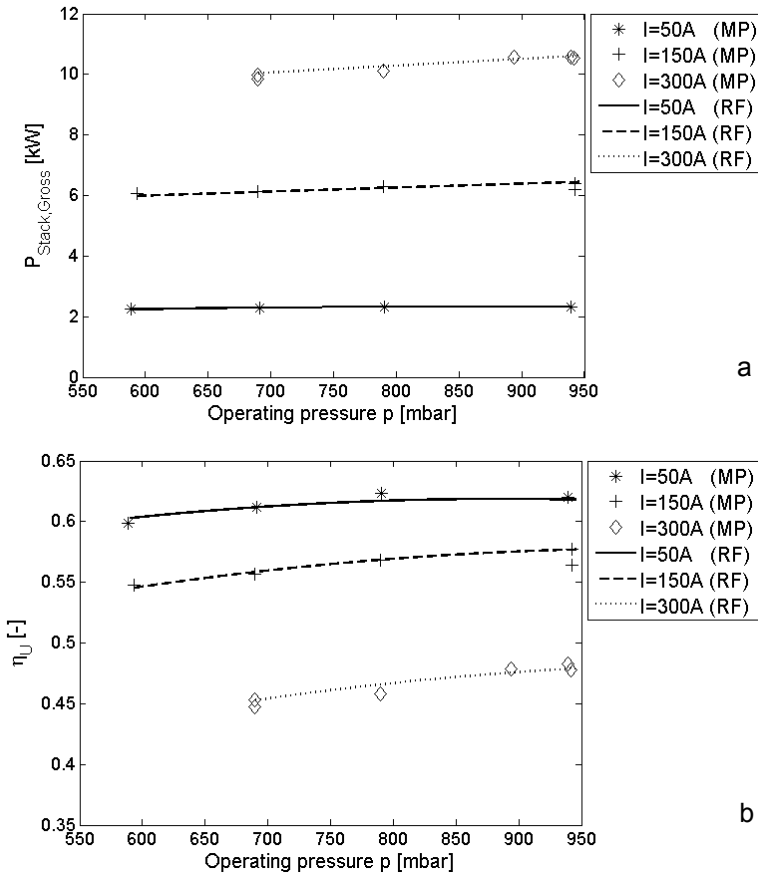 12
10
8
6
4
2
0
P_Stack,Gross [kW]
550 600 650 700 750 800 850 900 950
Operating pressure p [mbar]
I=50A (MP)
I=150A (MP)
I=300A (MP)
I=50A (RF)
I=150A (RF)
I=300A (RF)
a
0.65
0.6
0.55
0.5
0.45
0.4
0.35
η_U [-]
550 600 650 700 750 800 850 900 950
Operating pressure p [mbar]
I=50A (MP)
I=150A (MP)
I=300A (MP)
I=50A (RF)
I=150A (RF)
I=300A (RF)
b